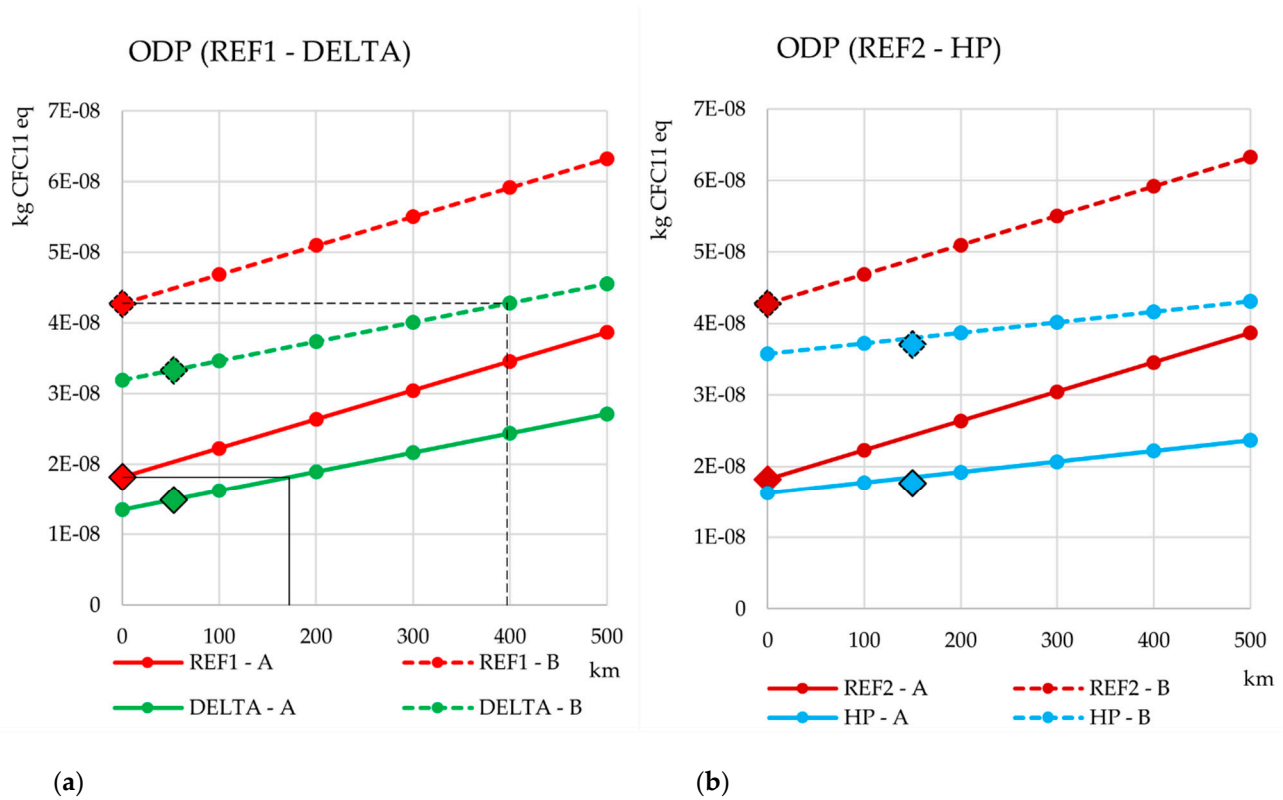 ODP (REF1 - DELTA)
kg CFC11 eq
7E-08
6E-08
5E-08
4E-08
3E-08
2E-08
1E-08
0
0 100 200 300 400 500
km
REF1 - A REF1 - B
DELTA - A DELTA - B
(a)
ODP (REF2 - HP)
kg CFC11 eq
7E-08
6E-08
5E-08
4E-08
3E-08
2E-08
1E-08
0
0 100 200 300 400 500
km
REF2 - A REF2 - B
HP - A HP - B
(b)